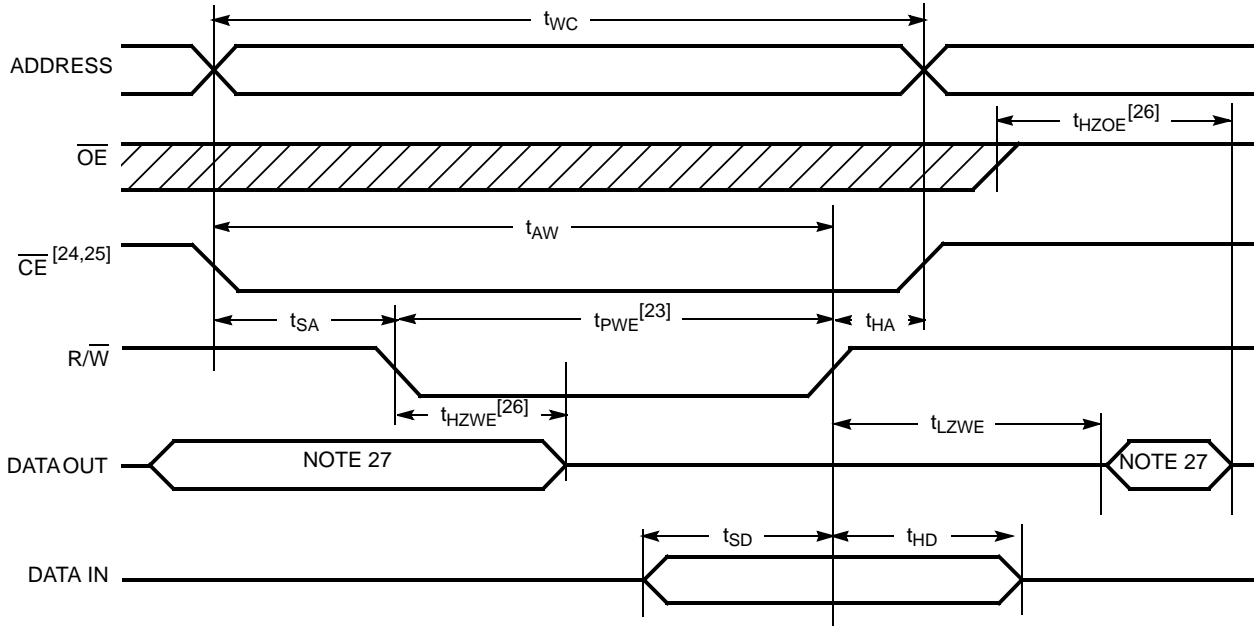 tWC
ADDRESS
tHZOE[26]
OE
tAW
CE [24,25]
tSA
tPWE[23]
tHA
R/W
tHZWE[26]
tLZWE
DATA OUT
NOTE 27
NOTE 27
tSD
tHD
DATA IN